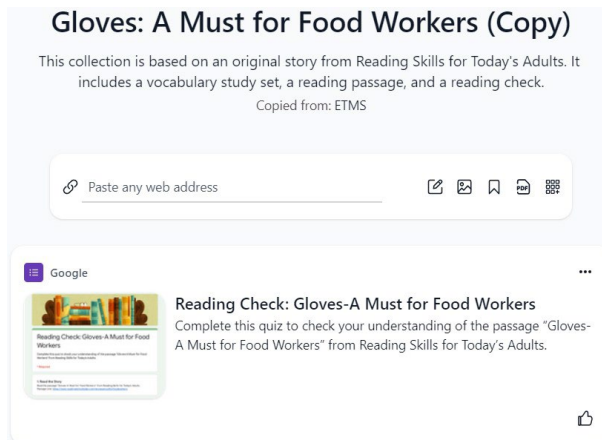 Gloves: A Must for Food Workers (Copy)
This collection is based on an original story from Reading Skills for Today's Adults. It
includes a vocabulary study set, a reading passage, and a reading check.
Copied from: ETMS
Paste any web address
PDF
Google
Reading Check: Gloves-A Must for Food Workers
Complete this quiz to check your understanding of the passage "Gloves-
A Must for Food Workers" from Reading Skills for Today's Adults.
Reading Check: Gloves-A Must for Food
Workers